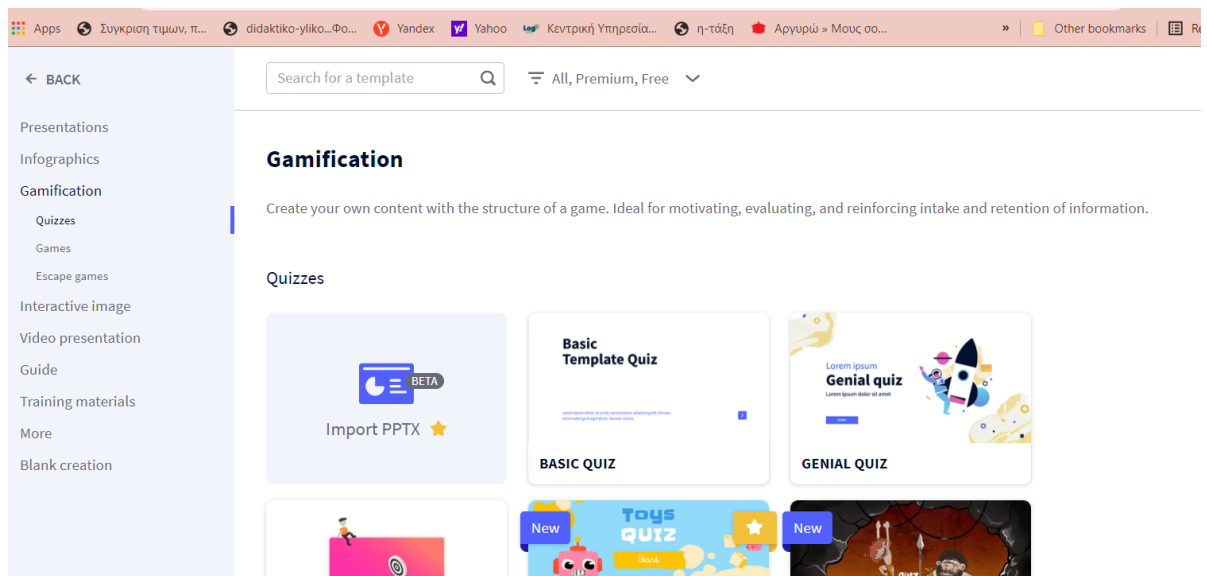 Apps Συγκριση τιμων, π... didaktiko-yliko...Φο... Yandex Yahoo Κεντρική Υπηρεσία... η-τάξη Αργυρώ » Μους σο... » Other bookmarks
BACK
Search for a template All, Premium, Free
Presentations
Infographics
Gamification
Quizzes
Games
Escape games
Interactive image
Video presentation
Guide
Training materials
More
Blank creation
Gamification
Create your own content with the structure of a game. Ideal for motivating, evaluating, and reinforcing intake and retention of information.
Quizzes
BETA
Import PPTX
Basic
Template Quiz
BASIC QUIZ
Lorem ipsum
Genial quiz
Lorem ipsum dolor sit amet
START
GENIAL QUIZ
New
TOYS
QUIZ
Start
New
QUIZ